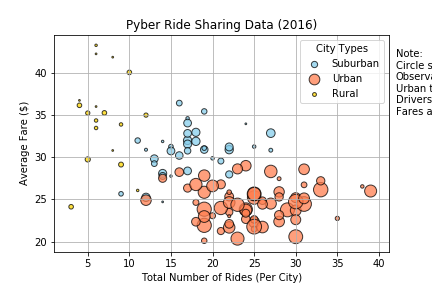 Pyber Ride Sharing Data (2016)
City Types
Suburban
Urban
Rural
Note:
Circle
Observa
Urban t
Drivers
Fares a
40
35
30
25
20
Average Fare ($)
5 10 15 20 25 30 35 40
Total Number of Rides (Per City)